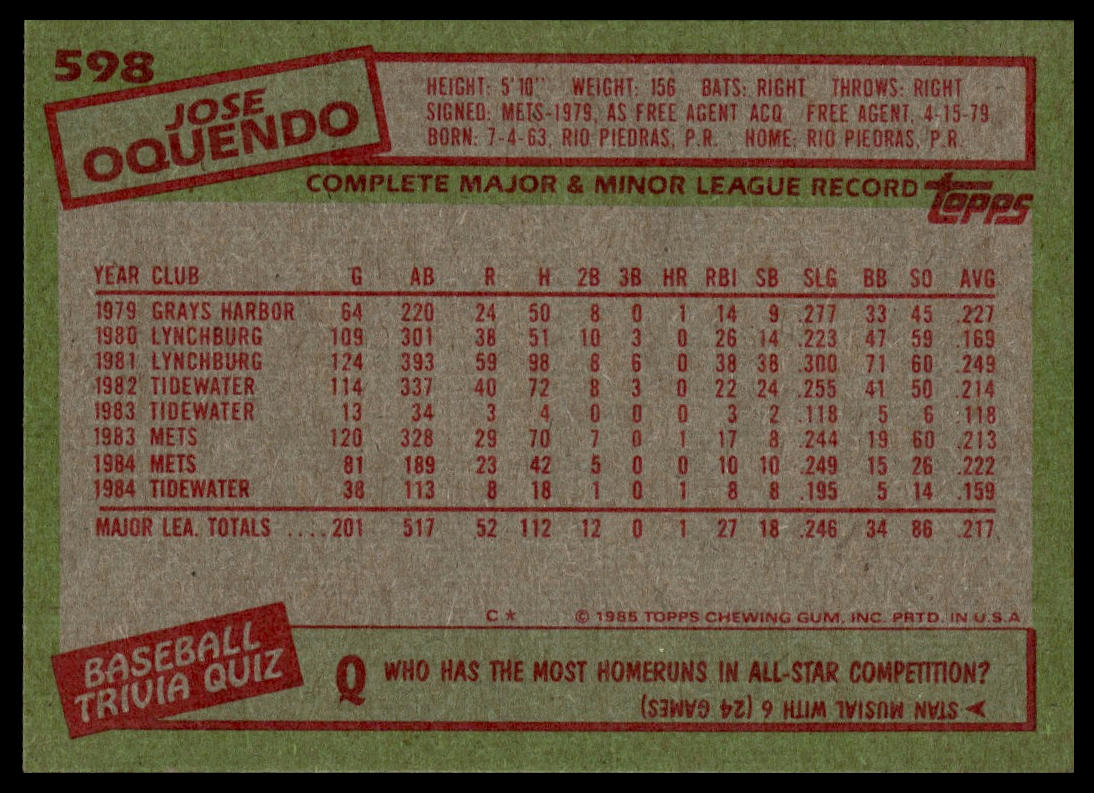 598
JOSE
OQUENDO
HEIGHT: 5'10" WEIGHT: 156 BATS: RIGHT THROWS: RIGHT
SIGNED: METS-1979, AS FREE AGENT ACQ FREE AGENT, 4-15-79
BORN: 7-4-63, RIO PIEDRAS, P.R. HOME: RIO PIEDRAS, P.R.
COMPLETE MAJOR & MINOR LEAGUE RECORD topps
YEAR CLUB G AB R H 2B 3B HR RBI SB SLG BB SO AVG
1979 GRAYS HARBOR 64 220 24 50 8 0 1 14 9 .277 33 45 .227
1980 LYNCHBURG 109 301 38 51 10 3 0 26 14 .223 47 59 .169
1981 LYNCHBURG 124 393 59 98 8 6 0 38 38 .300 71 60 .249
1982 TIDEWATER 114 337 40 72 8 3 0 22 24 .255 41 50 .214
1983 TIDEWATER 13 34 3 4 0 0 0 3 2 .118 5 6 .118
1983 METS 120 328 29 70 7 0 1 17 8 .244 19 60 .213
1984 METS 81 189 23 42 5 0 0 10 10 .249 15 26 .222
1984 TIDEWATER 38 113 8 18 1 0 1 8 8 .195 5 14 .159
MAJOR LEA. TOTALS ....201 517 52 112 12 0 1 27 18 .246 34 86 .217
C* © 1985 TOPPS CHEWING GUM, INC. PRTD. IN U.S.A
BASEBALL
TRIVIA QUIZ
Q WHO HAS THE MOST HOMERUNS IN ALL-STAR COMPETITION?
STAN MUSIAL WITH 6 (24 GAMES)